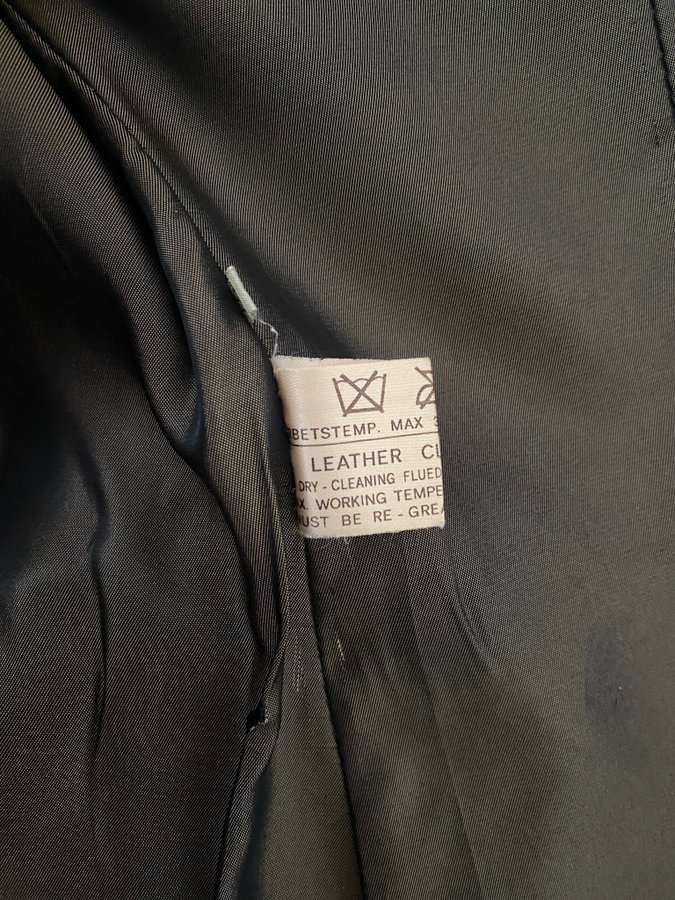 RBETSTEMP. MAX 3
LEATHER CL
DRY - CLEANING FLUED
X. WORKING TEMPE
UST BE RE - GREA